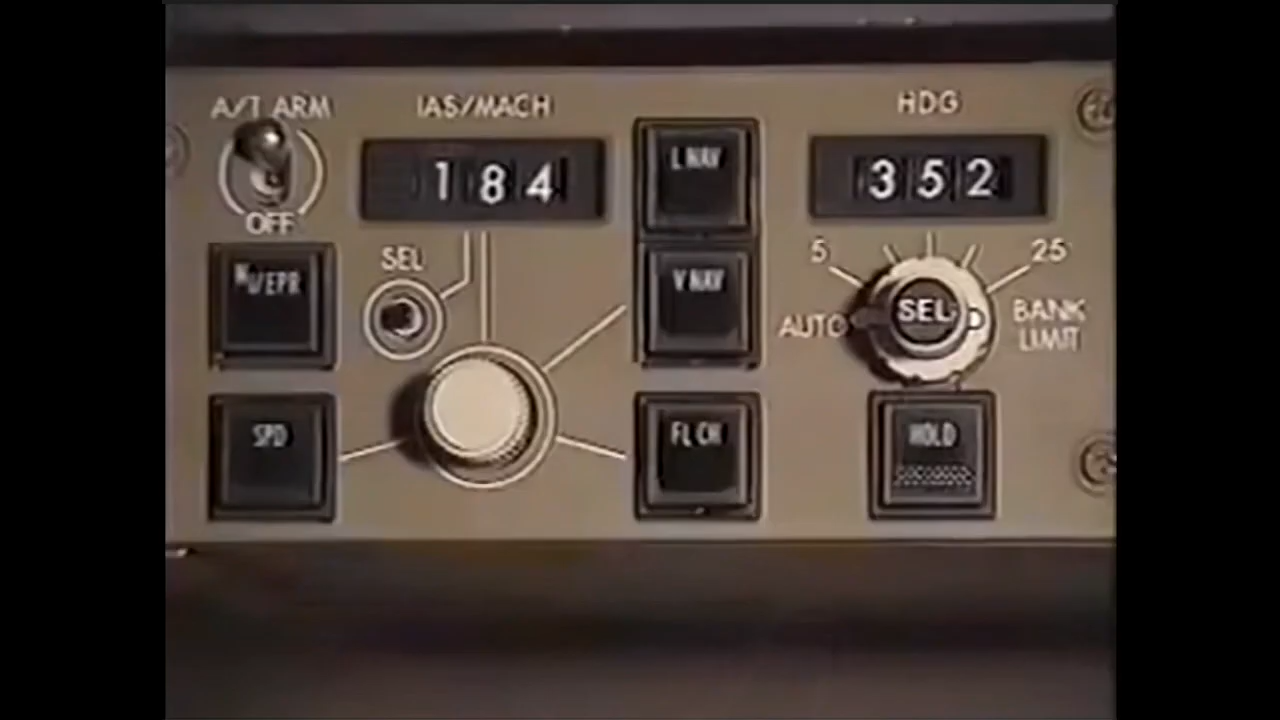 A/T ARM
IAS/MACH
HDG
L NAV
184
352
OFF
SEL
5
25
N1/EPR
V NAV
SEL
AUTO
BANK
LIMIT
SPD
FL CH
HOLD